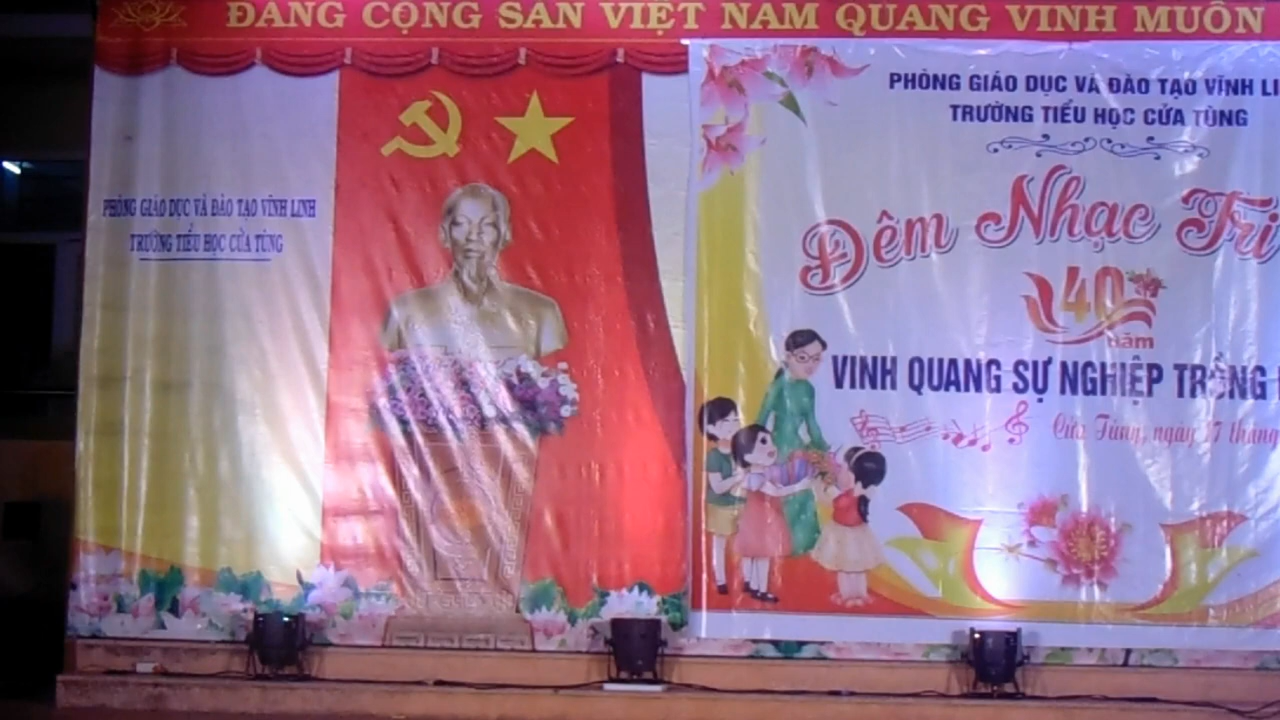 ĐẢNG CỘNG SẢN VIỆT NAM QUANG VINH MUÔN
PHÒNG GIÁO DỤC VÀ ĐÀO TẠO VĨNH LINH
TRƯỜNG TIỂU HỌC CỬA TÙNG
PHÒNG GIÁO DỤC VÀ ĐÀO TẠO VĨNH LI
TRƯỜNG TIỂU HỌC CỬA TÙNG
Đêm Nhạc Tri
40
năm
VINH QUANG SỰ NGHIỆP TRỒNG
Cửa Tùng, ngày 17 tháng